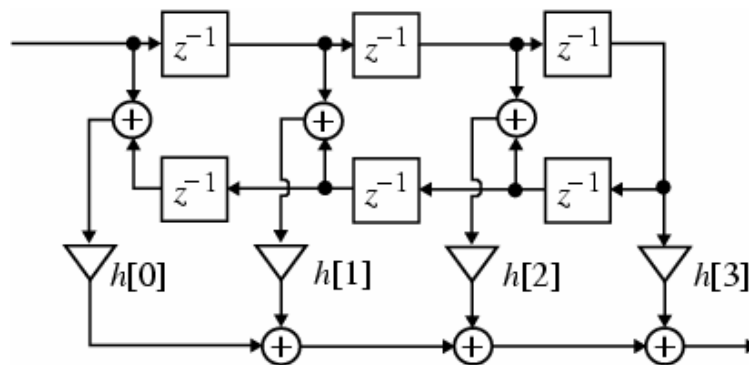 z⁻¹ z⁻¹ z⁻¹
+ + +
z⁻¹ z⁻¹ z⁻¹
h[0] h[1] h[2] h[3]
+ + +